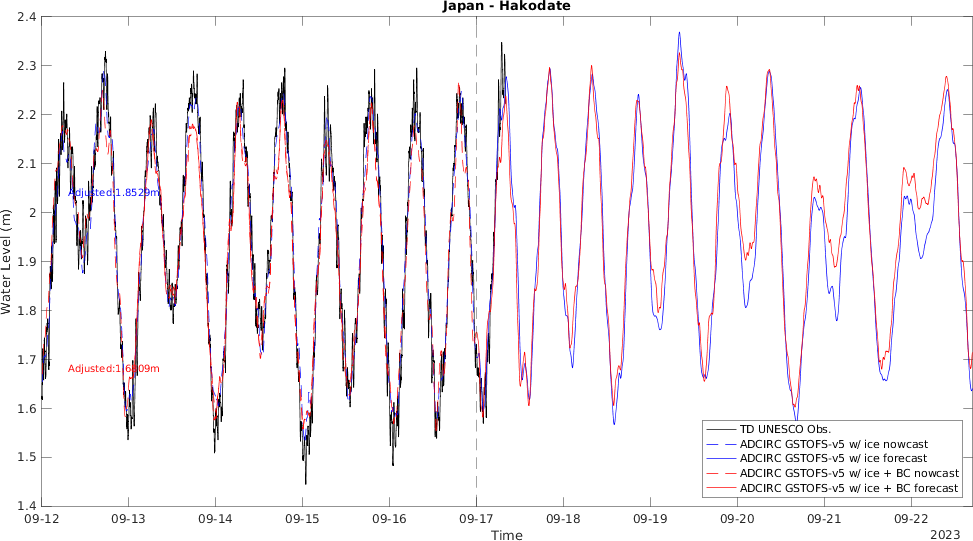 Japan - Hakodate
Water Level (m)
2.4
2.3
2.2
2.1
2
1.9
1.8
1.7
1.6
1.5
1.4
Adjusted:1.8529m
TD UNESCO Obs.
ADCIRC GSTOFS-v5 w/ ice nowcast
ADCIRC GSTOFS-v5 w/ ice forecast
ADCIRC GSTOFS-v5 w/ ice + BC nowcast
ADCIRC GSTOFS-v5 w/ ice + BC forecast
09-12 09-13 09-14 09-15 09-16 09-17 09-18 09-19 09-20 09-21 09-22
Time
2023